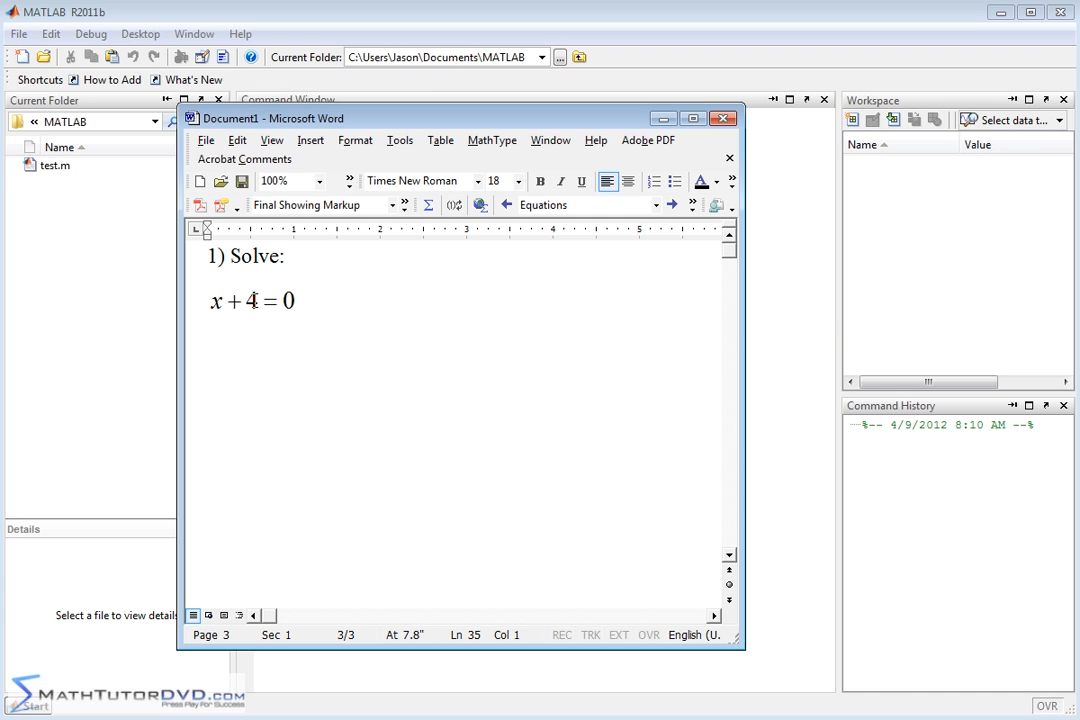 MATLAB R2011b
File Edit Debug Desktop Window Help
Current Folder: C:\Users\Jason\Documents\MATLAB ...
Shortcuts How to Add What's New
Current Folder
Command Window
Workspace
« MATLAB
Select data t...
Name
Name Value
test.m
Document1 - Microsoft Word
File Edit View Insert Format Tools Table MathType Window Help Adobe PDF
Acrobat Comments
100% Times New Roman 18 B I U A
Final Showing Markup Σ Equations
1 2 3 4 5
1) Solve:
x + 4 = 0
Command History
%-- 4/9/2012 8:10 AM --%
Details
Select a file to view details
Page 3 Sec 1 3/3 At 7.8" Ln 35 Col 1 REC TRK EXT OVR English (U.
MATHTUTORDVD.COM
Press Play For Success
Start
OVR